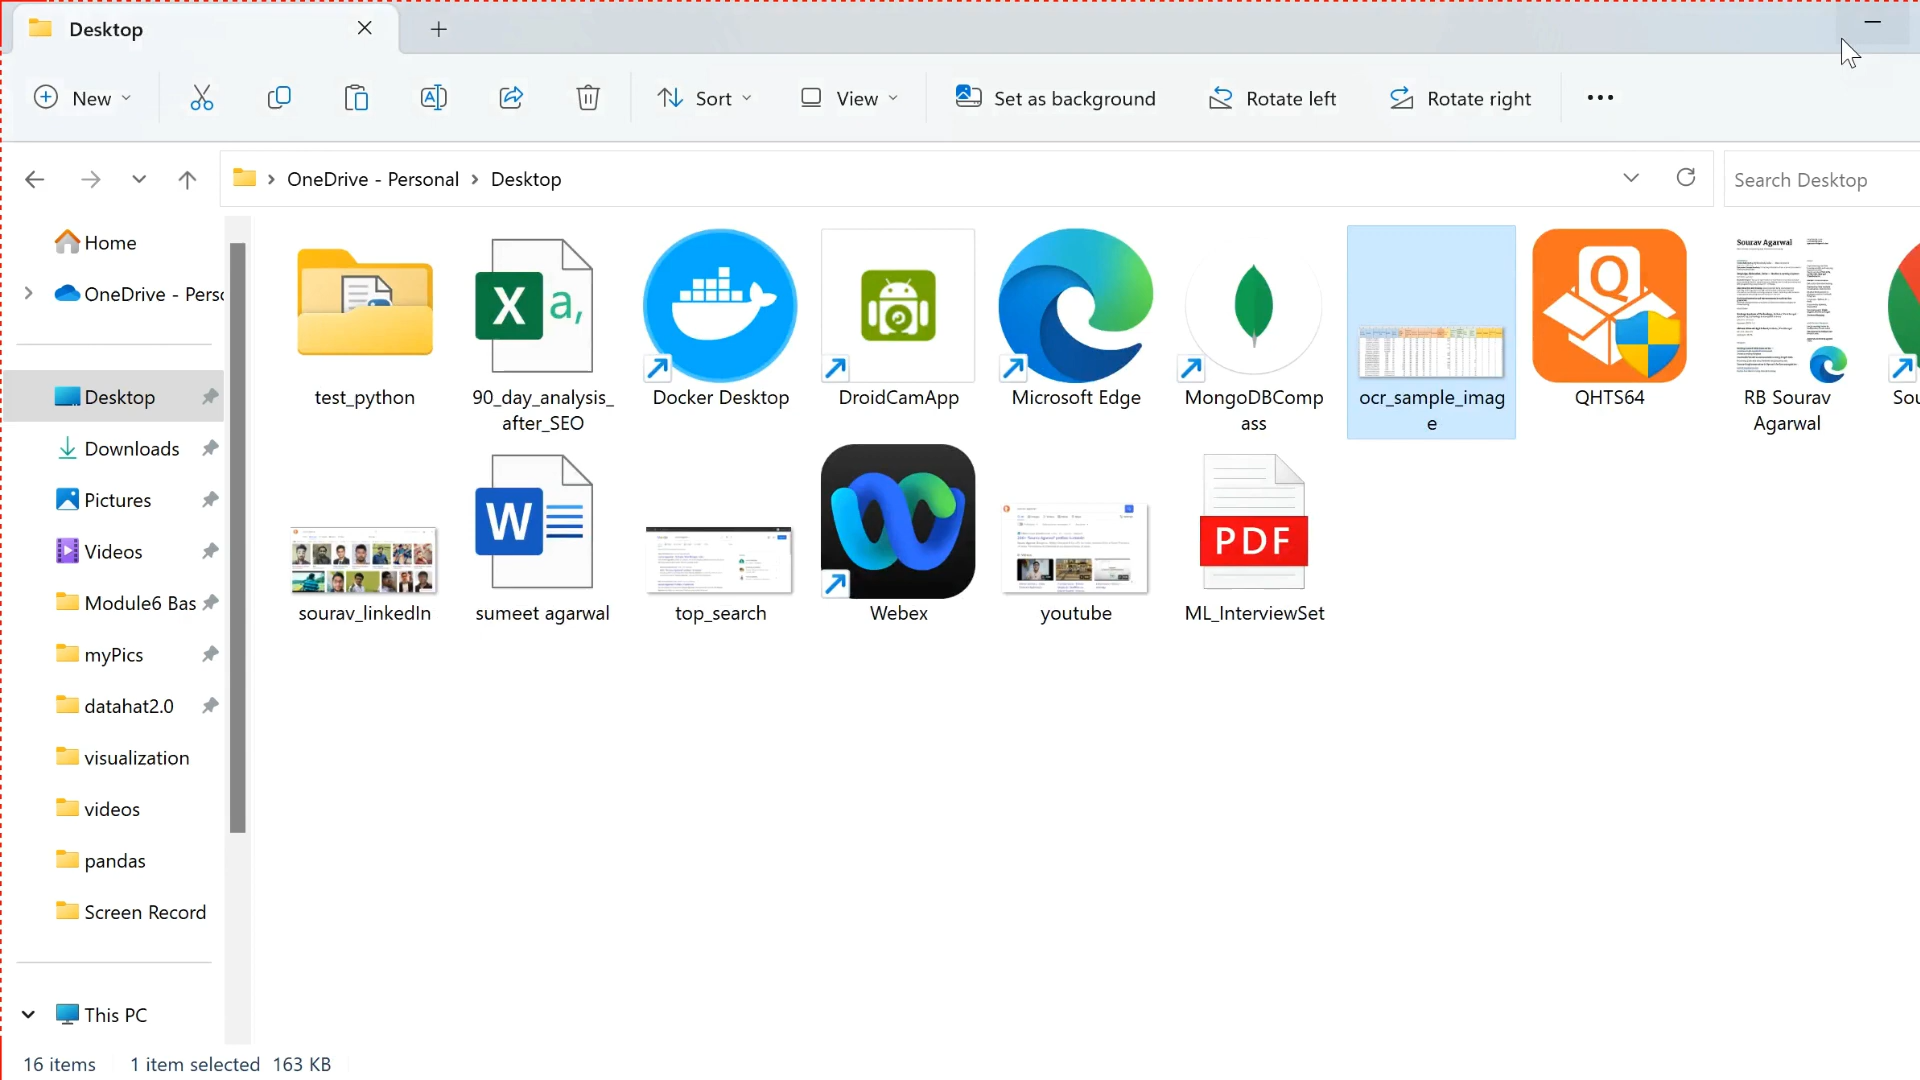 Desktop
New
Sort
View
Set as background
Rotate left
Rotate right
OneDrive - Personal
Desktop
Search Desktop
Home
OneDrive - Perso
Desktop
Downloads
Pictures
Videos
Module6 Bas
myPics
datahat2.0
visualization
videos
pandas
Screen Record
This PC
test_python
X a,
90_day_analysis_
after_SEO
Docker Desktop
DroidCamApp
Microsoft Edge
MongoDBComp
ass
ocr_sample_imag
e
Q
QHTS64
Sourav Agarwal
RB Sourav
Agarwal
Sou
sourav_linkedIn
W
sumeet agarwal
top_search
Webex
youtube
PDF
ML_InterviewSet
16 items
1 item selected 163 KB